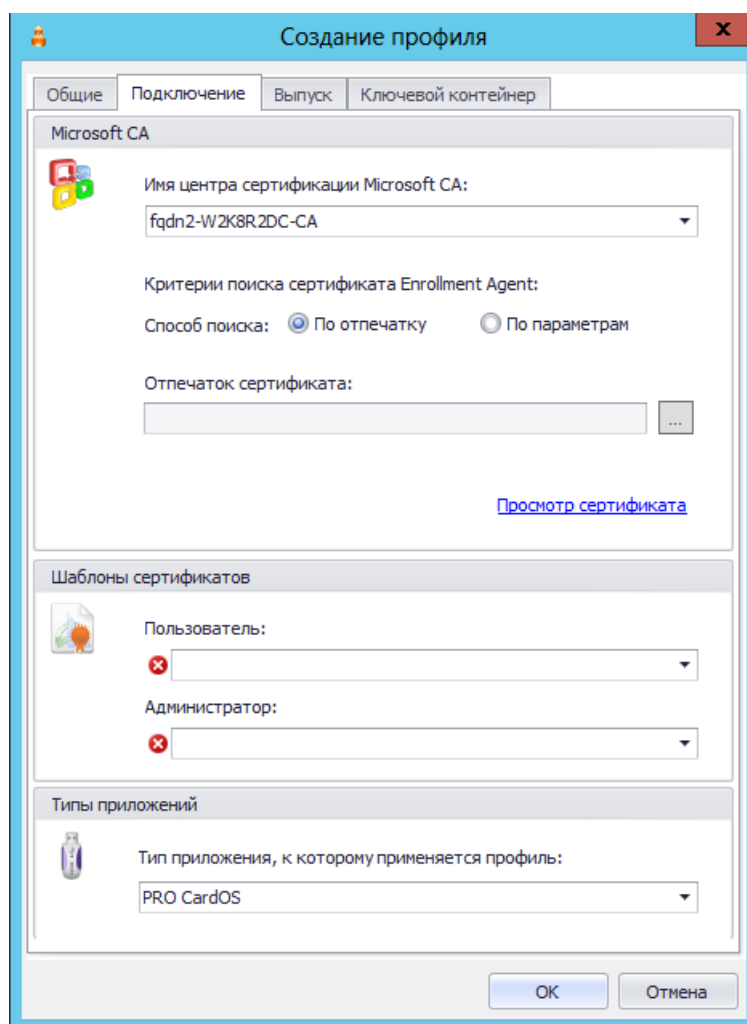 Создание профиля
x
Общие Подключение Выпуск Ключевой контейнер
Microsoft CA
Имя центра сертификации Microsoft CA:
fqdn2-W2K8R2DC-CA
Критерии поиска сертификата Enrollment Agent:
Способ поиска: По отпечатку По параметрам
Отпечаток сертификата:
...
Просмотр сертификата
Шаблоны сертификатов
Пользователь:
Администратор:
Типы приложений
Тип приложения, к которому применяется профиль:
PRO CardOS
OK Отмена